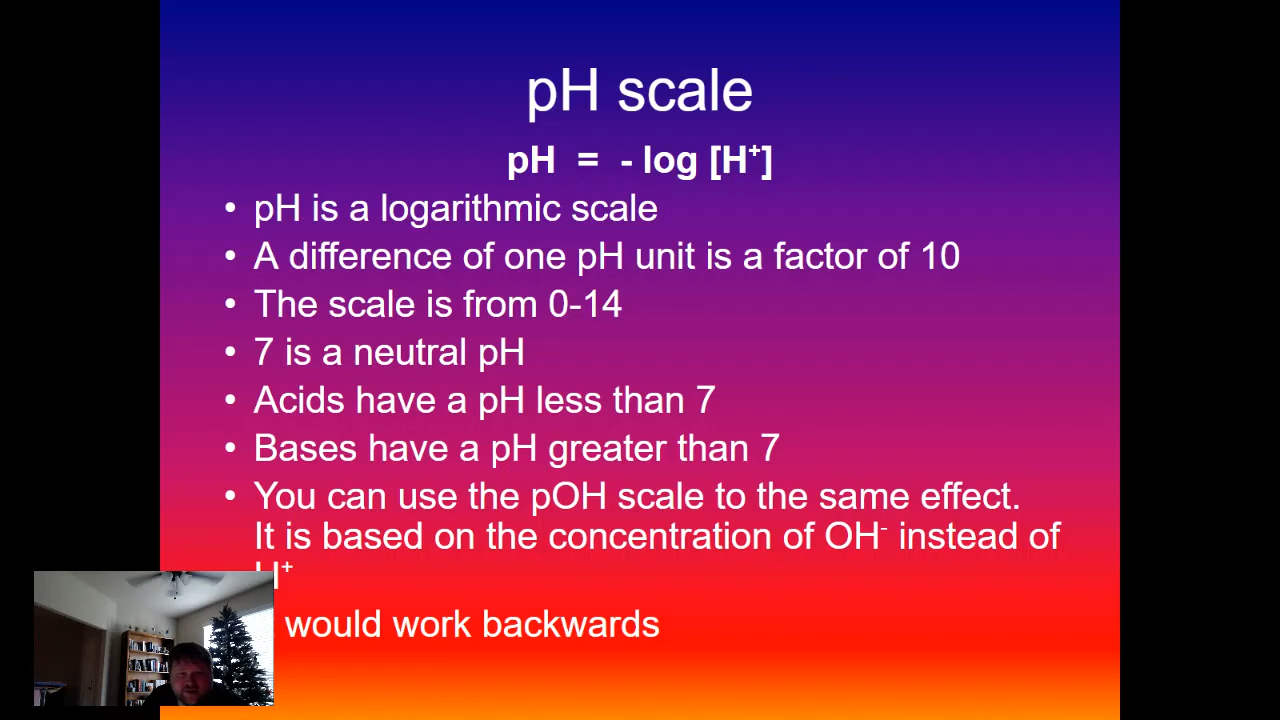 pH scale
pH = - log [H⁺]
• pH is a logarithmic scale
• A difference of one pH unit is a factor of 10
• The scale is from 0-14
• 7 is a neutral pH
• Acids have a pH less than 7
• Bases have a pH greater than 7
• You can use the pOH scale to the same effect.
It is based on the concentration of OH⁻ instead of
H⁺
would work backwards